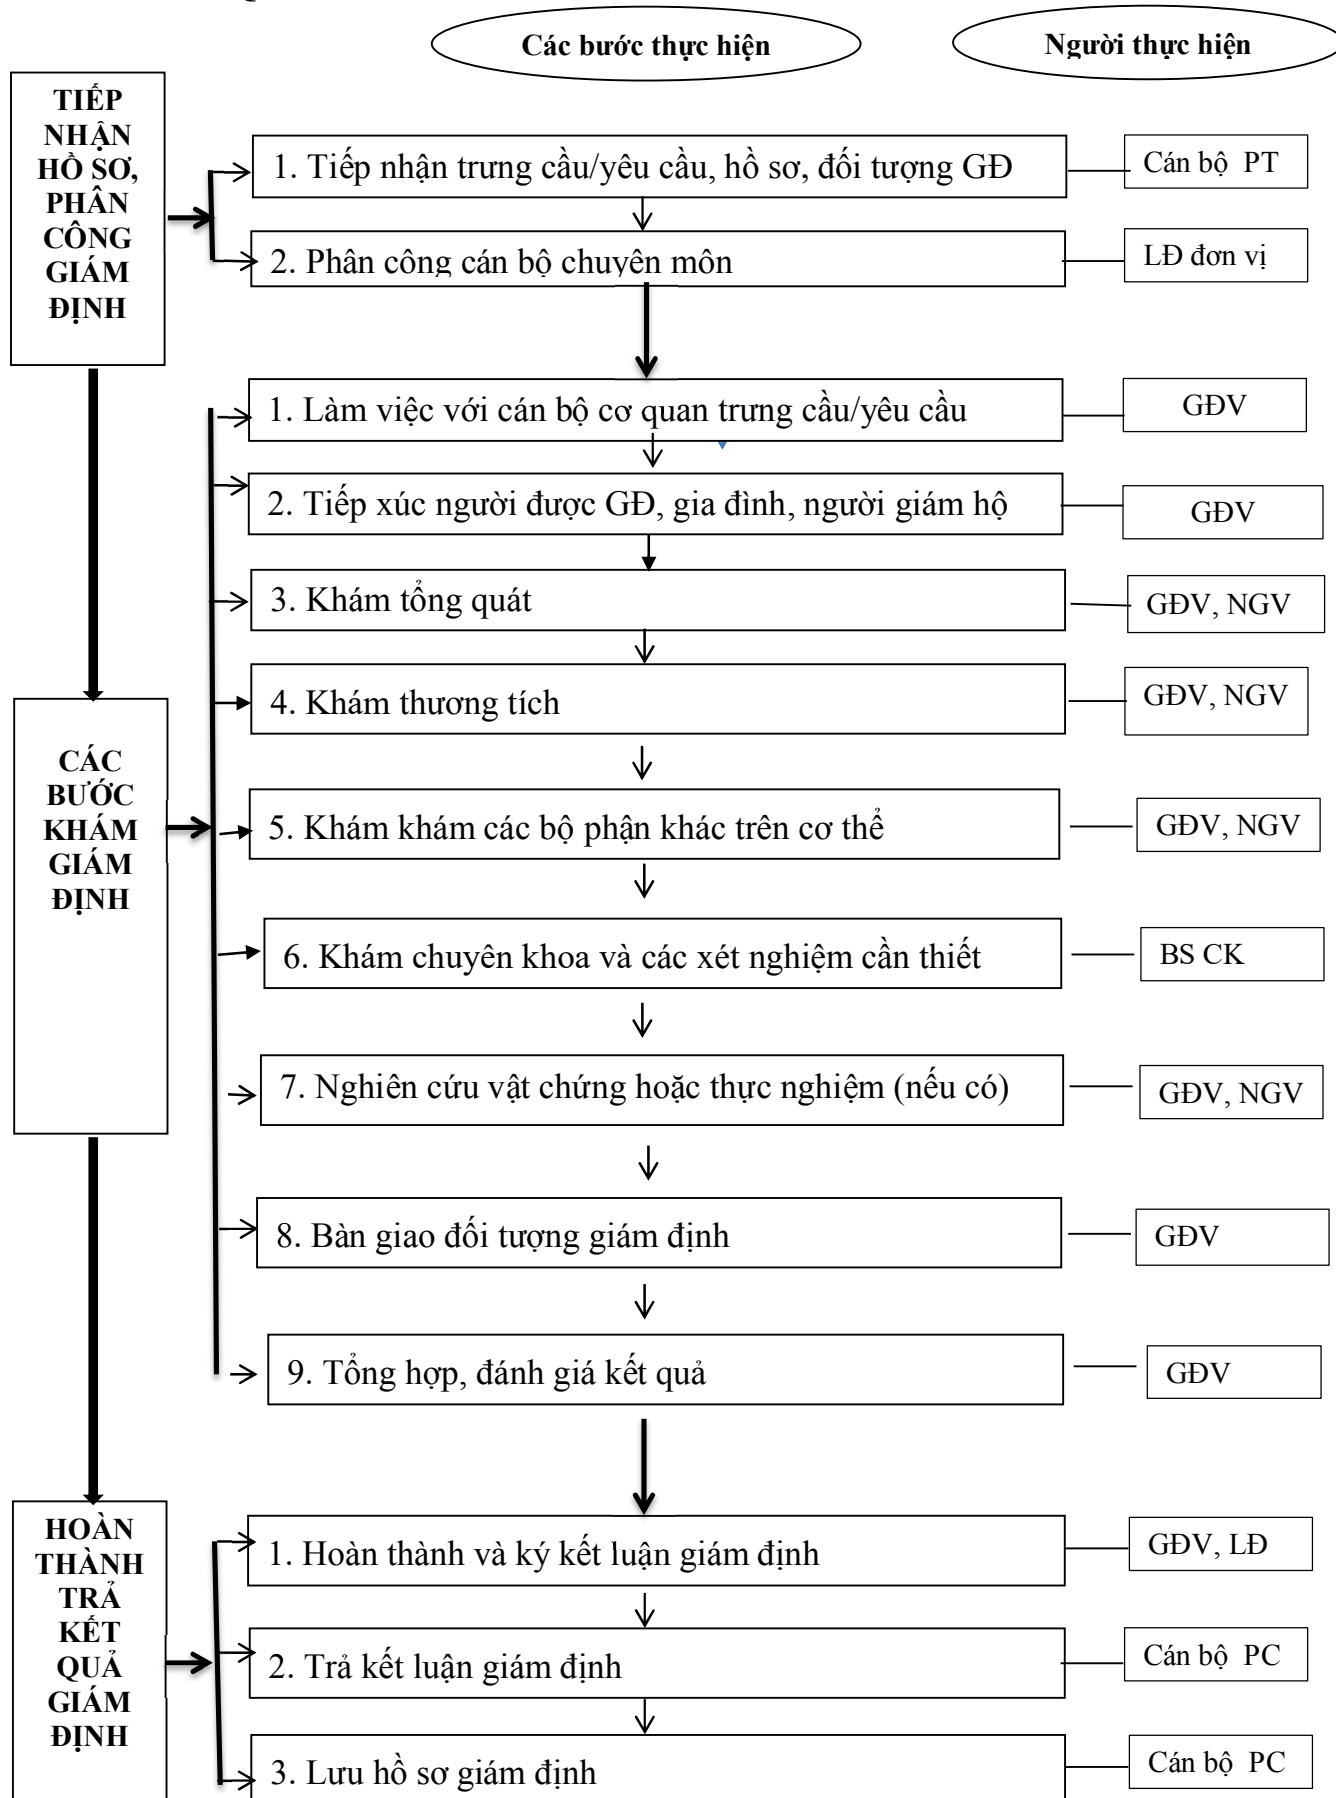 Các bước thực hiện
Người thực hiện
TIẾP
NHẬN
HỒ SƠ,
PHÂN
CÔNG
GIÁM
ĐỊNH
1. Tiếp nhận trưng cầu/yêu cầu, hồ sơ, đối tượng GĐ
Cán bộ PT
2. Phân công cán bộ chuyên môn
LĐ đơn vị
CÁC
BƯỚC
KHÁM
GIÁM
ĐỊNH
1. Làm việc với cán bộ cơ quan trưng cầu/yêu cầu
GĐV
2. Tiếp xúc người được GĐ, gia đình, người giám hộ
GĐV
3. Khám tổng quát
GĐV, NGV
4. Khám thương tích
GĐV, NGV
5. Khám khám các bộ phận khác trên cơ thể
GĐV, NGV
6. Khám chuyên khoa và các xét nghiệm cần thiết
BS CK
7. Nghiên cứu vật chứng hoặc thực nghiệm (nếu có)
GĐV, NGV
8. Bàn giao đối tượng giám định
GĐV
9. Tổng hợp, đánh giá kết quả
GĐV
HOÀN
THÀNH
TRẢ
KẾT
QUẢ
GIÁM
ĐỊNH
1. Hoàn thành và ký kết luận giám định
GĐV, LĐ
2. Trả kết luận giám định
Cán bộ PC
3. Lưu hồ sơ giám định
Cán bộ PC